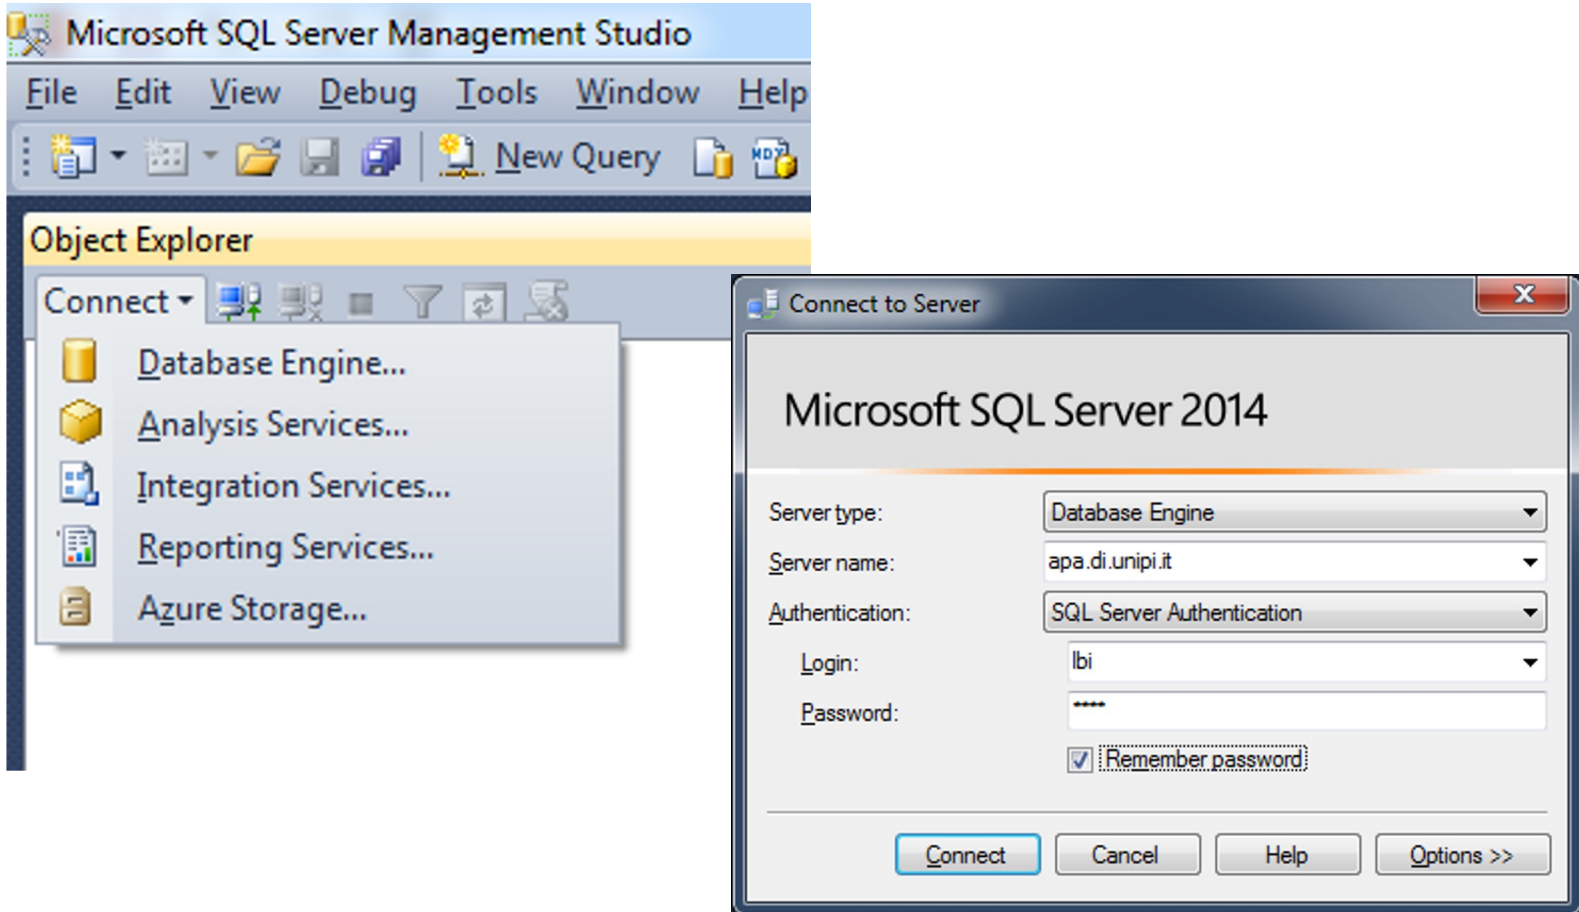 Microsoft SQL Server Management Studio
File Edit View Debug Tools Window Help
New Query MDX
Object Explorer
Connect
Database Engine...
Analysis Services...
Integration Services...
Reporting Services...
Azure Storage...
Connect to Server
Microsoft SQL Server 2014
Server type: Database Engine
Server name: apa.di.unipi.it
Authentication: SQL Server Authentication
Login: lbi
Password: ****
Remember password
Connect Cancel Help Options >>